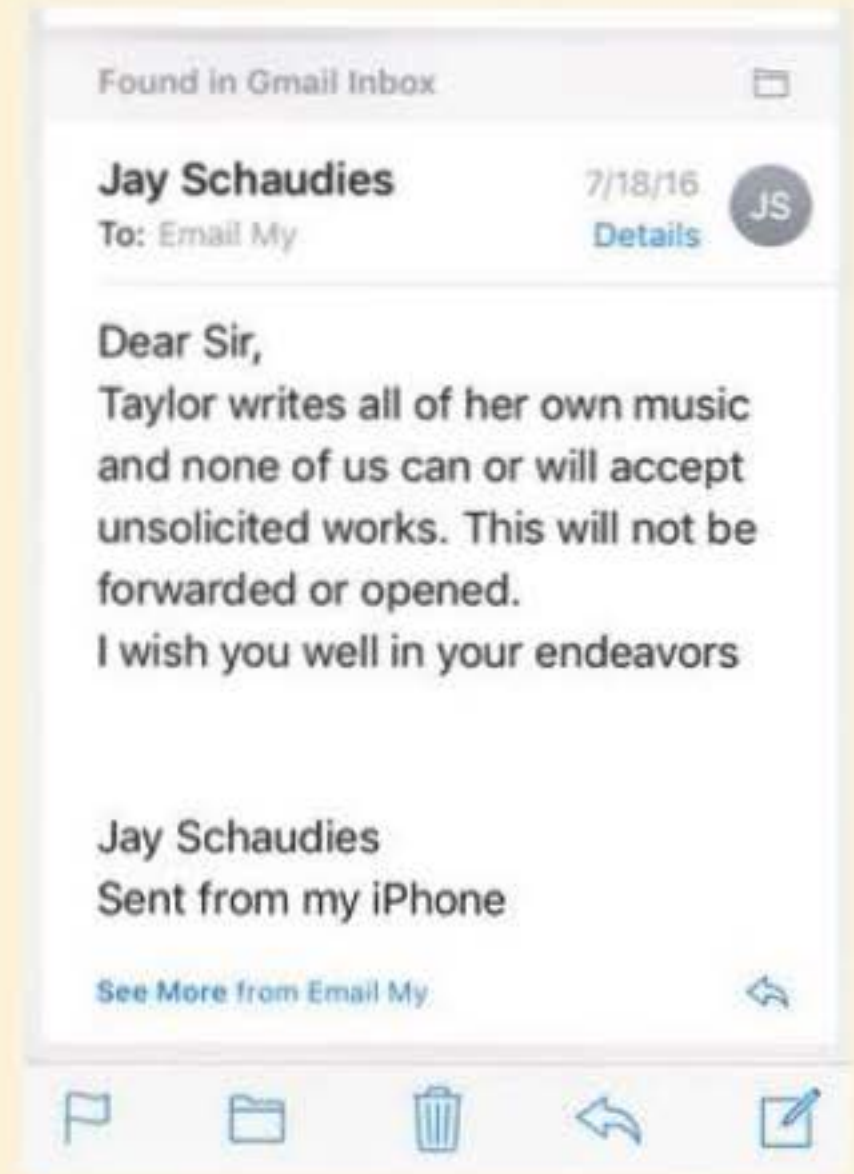 Found in Gmail Inbox
Jay Schaudies
7/18/16
JS
To: Email My
Details
Dear Sir,
Taylor writes all of her own music
and none of us can or will accept
unsolicited works. This will not be
forwarded or opened.
I wish you well in your endeavors
Jay Schaudies
Sent from my iPhone
See More from Email My